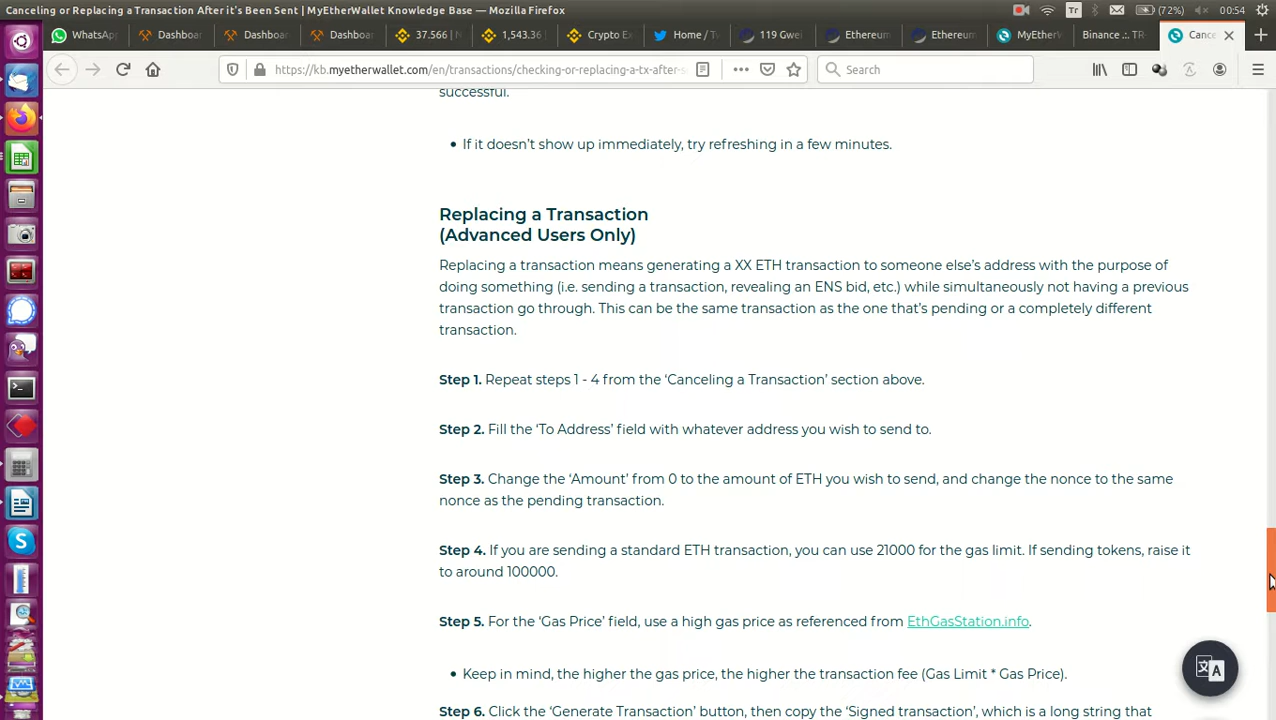 Canceling or Replacing a Transaction After it's Been Sent | MyEtherWallet Knowledge Base — Mozilla Firefox
Tr
(72%)
00:54
WhatsApp
Dashboar
Dashboar
Dashboar
37.566 | N
1,543.36
Crypto Ex
Home / Tw
119 Gwei
Ethereum
Ethereum
MyEtherW
Binance .:. TR-
Cance
https://kb.myetherwallet.com/en/transactions/checking-or-replacing-a-tx-after-s
Search
successful.
If it doesn’t show up immediately, try refreshing in a few minutes.
Replacing a Transaction
(Advanced Users Only)
Replacing a transaction means generating a XX ETH transaction to someone else’s address with the purpose of
doing something (i.e. sending a transaction, revealing an ENS bid, etc.) while simultaneously not having a previous
transaction go through. This can be the same transaction as the one that’s pending or a completely different
transaction.
Step 1. Repeat steps 1 - 4 from the ‘Canceling a Transaction’ section above.
Step 2. Fill the ‘To Address’ field with whatever address you wish to send to.
Step 3. Change the ‘Amount’ from 0 to the amount of ETH you wish to send, and change the nonce to the same
nonce as the pending transaction.
Step 4. If you are sending a standard ETH transaction, you can use 21000 for the gas limit. If sending tokens, raise it
to around 100000.
Step 5. For the ‘Gas Price’ field, use a high gas price as referenced from EthGasStation.info.
Keep in mind, the higher the gas price, the higher the transaction fee (Gas Limit * Gas Price).
Step 6. Click the ‘Generate Transaction’ button, then copy the ‘Signed transaction’, which is a long string that